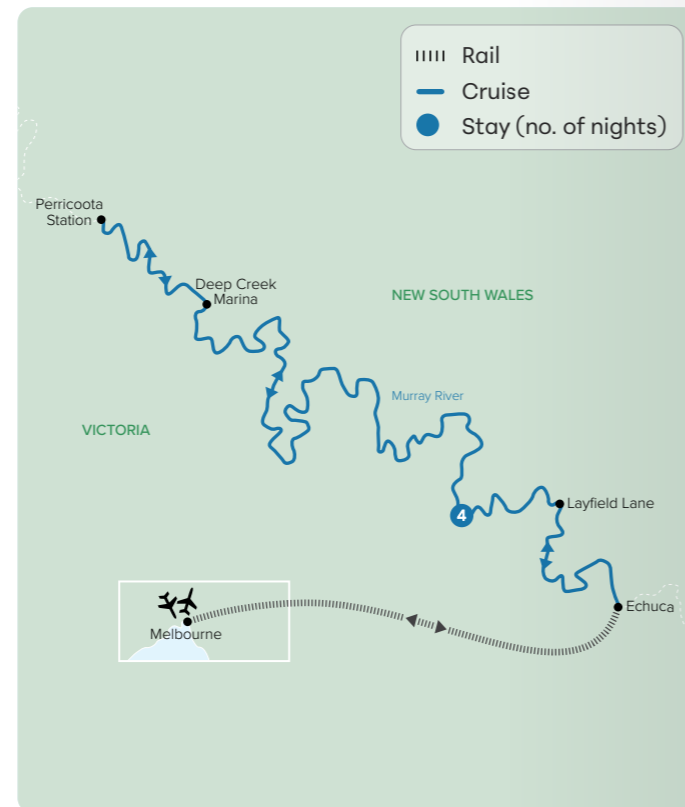 Rail
Cruise
Stay (no. of nights)
Perricoota
Station
Deep Creek
Marina
NEW SOUTH WALES
Murray River
VICTORIA
Layfield Lane
4
Echuca
Melbourne